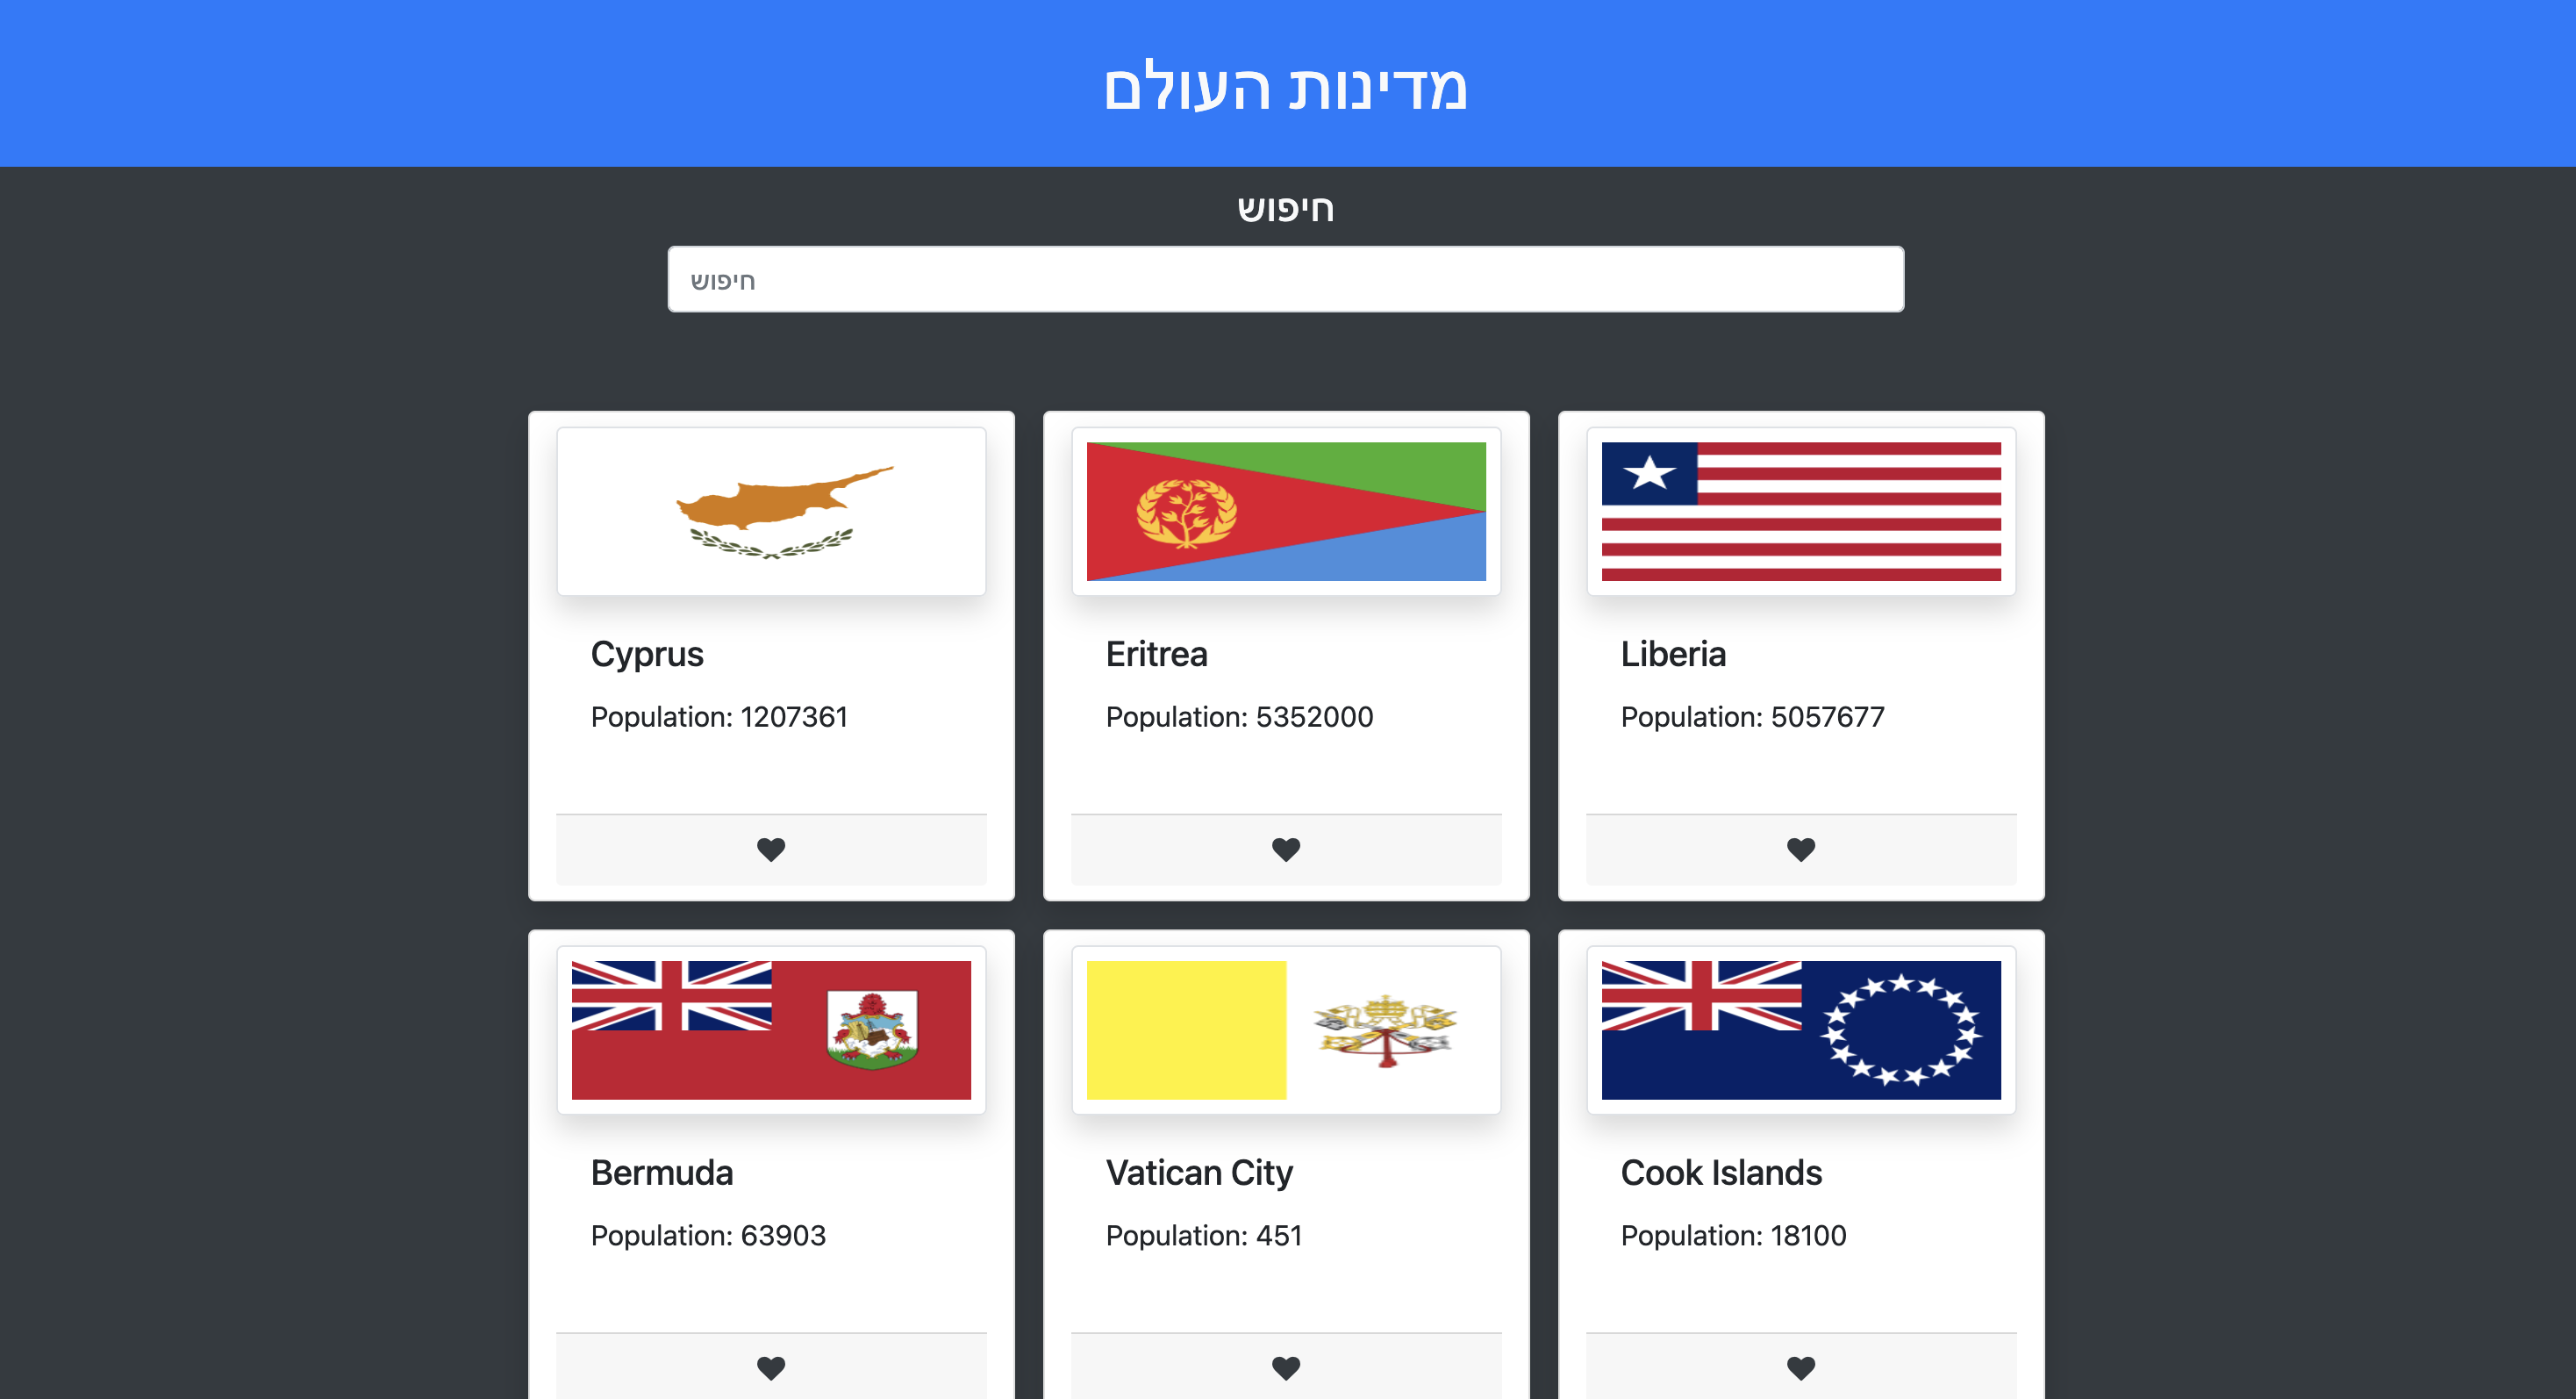 מדינות העולם
חיפוש
חיפוש
Cyprus
Population: 1207361
Eritrea
Population: 5352000
Liberia
Population: 5057677
Bermuda
Population: 63903
Vatican City
Population: 451
Cook Islands
Population: 18100